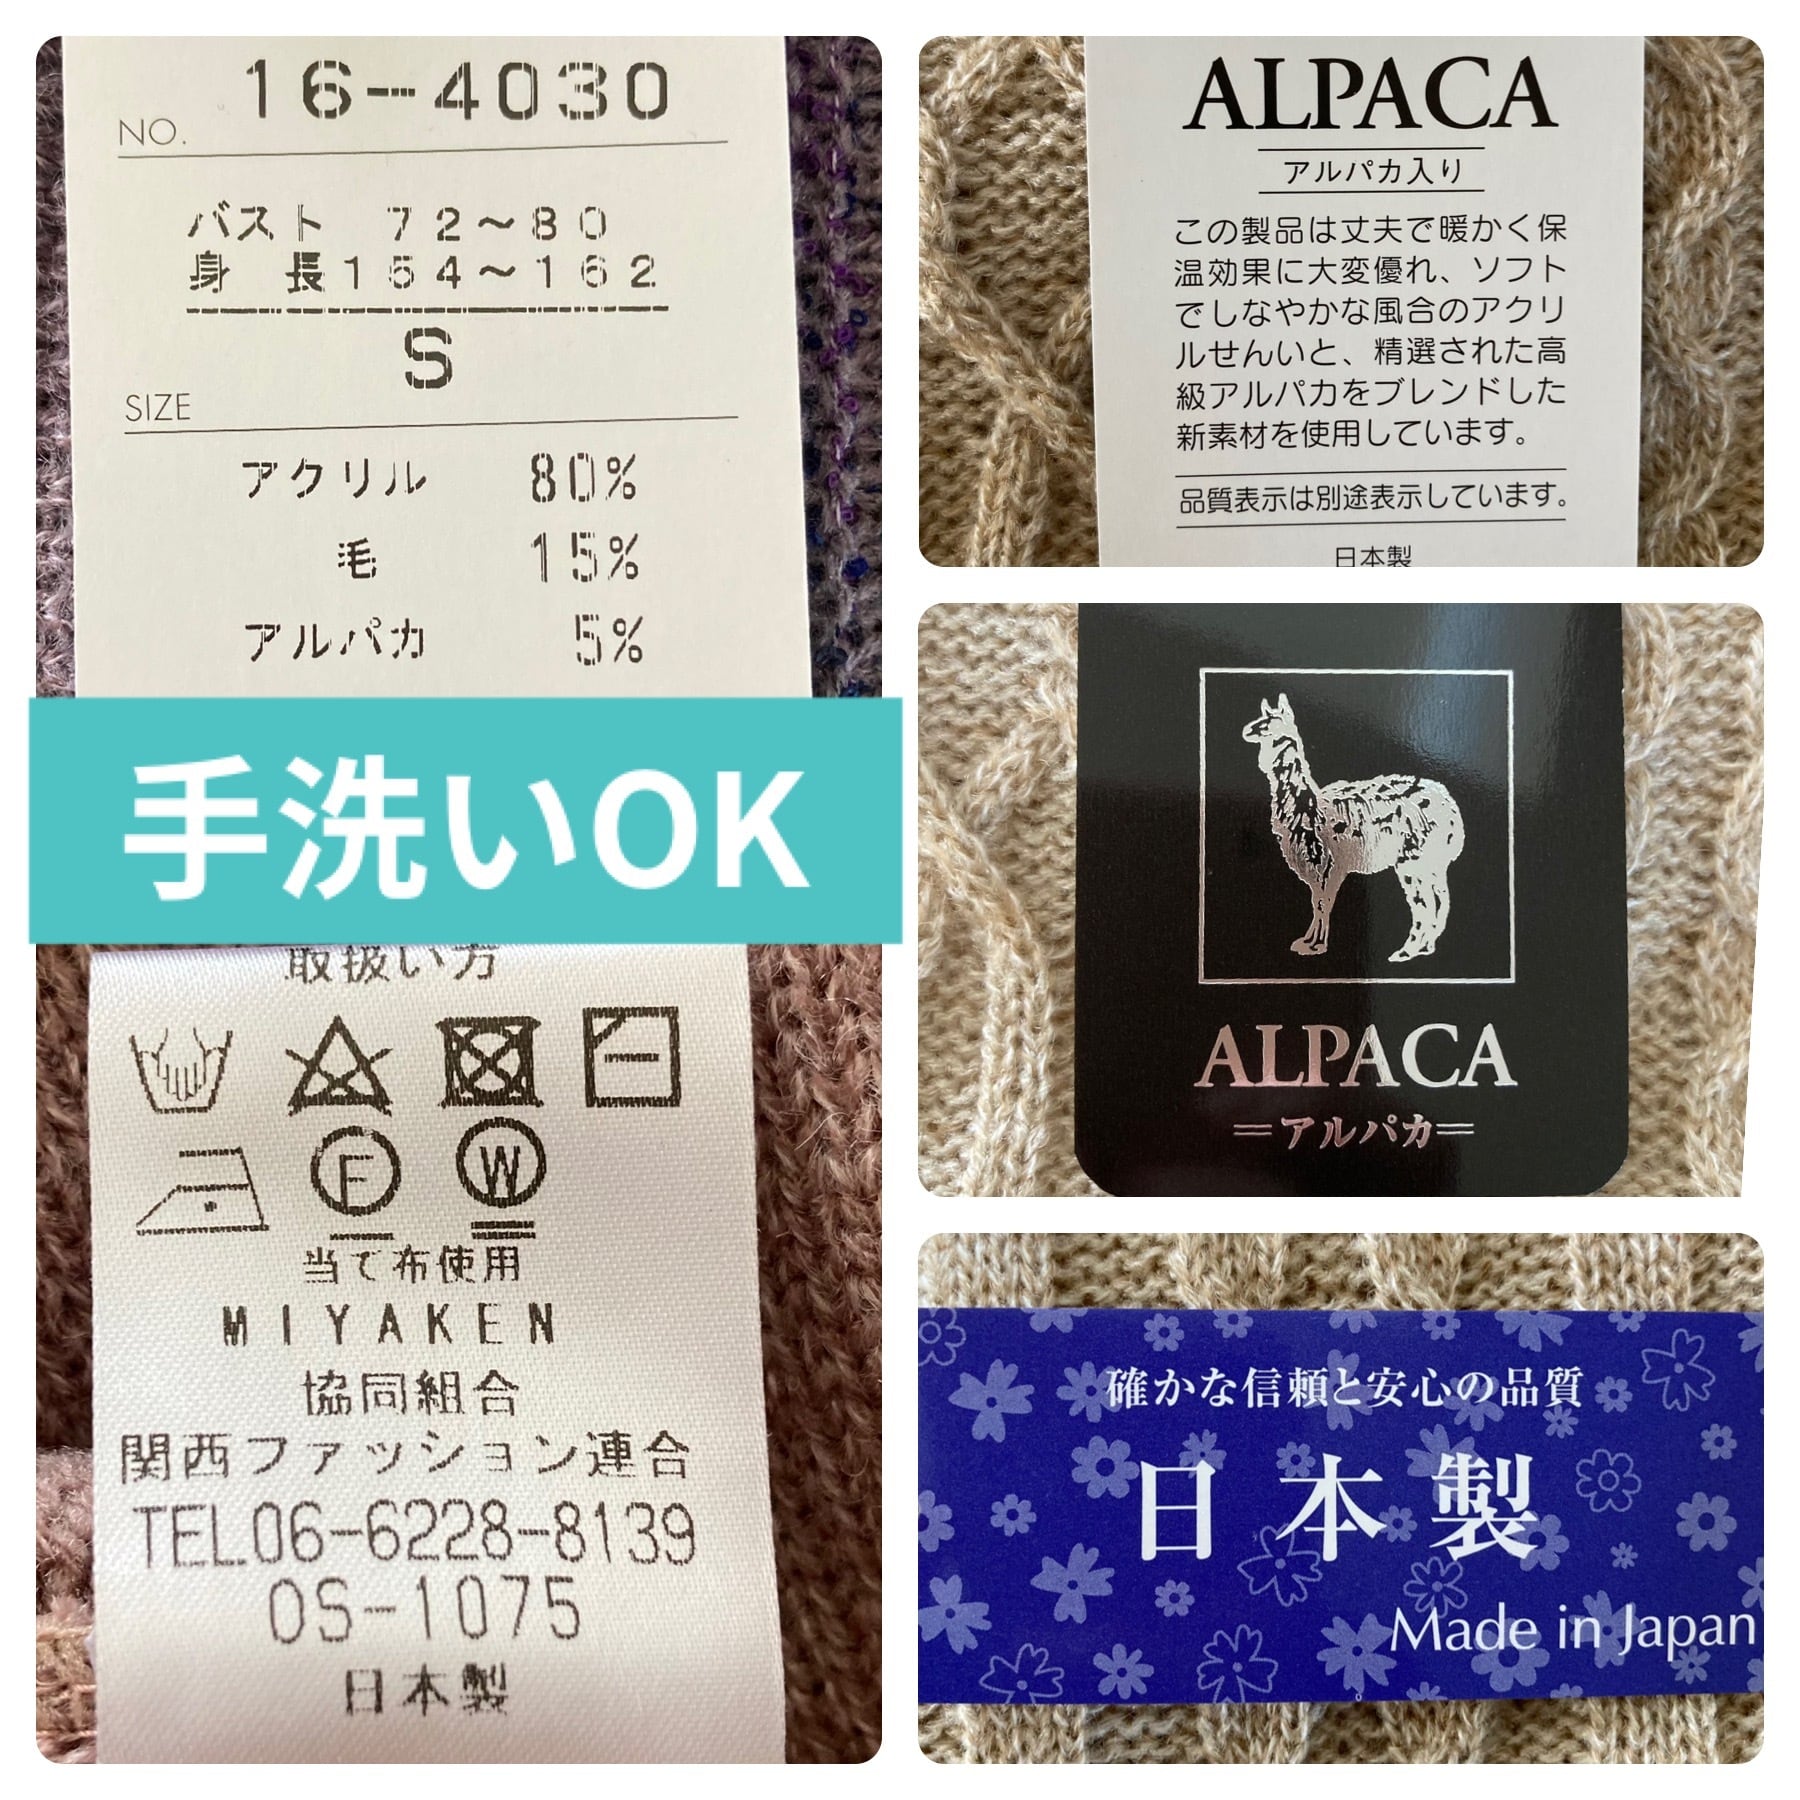 16-4030
NO.
バスト 72～80
身 長154～162
S
SIZE
アクリル 80%
毛 15%
アルパカ 5%
手洗いOK
取扱い方
F
W
当て布使用
MIYAKEN
協同組合
関西ファッション連合
TEL06-6228-8139
OS-1075
日本製
ALPACA
アルパカ入り
この製品は丈夫で暖かく保
温効果に大変優れ、ソフト
でしなやかな風合のアクリ
ルせんいと、精選された高
級アルパカをブレンドした
新素材を使用しています。
品質表示は別途表示しています。
日本製
ALPACA
=アルパカ=
確かな信頼と安心の品質
日本製
Made in Japan